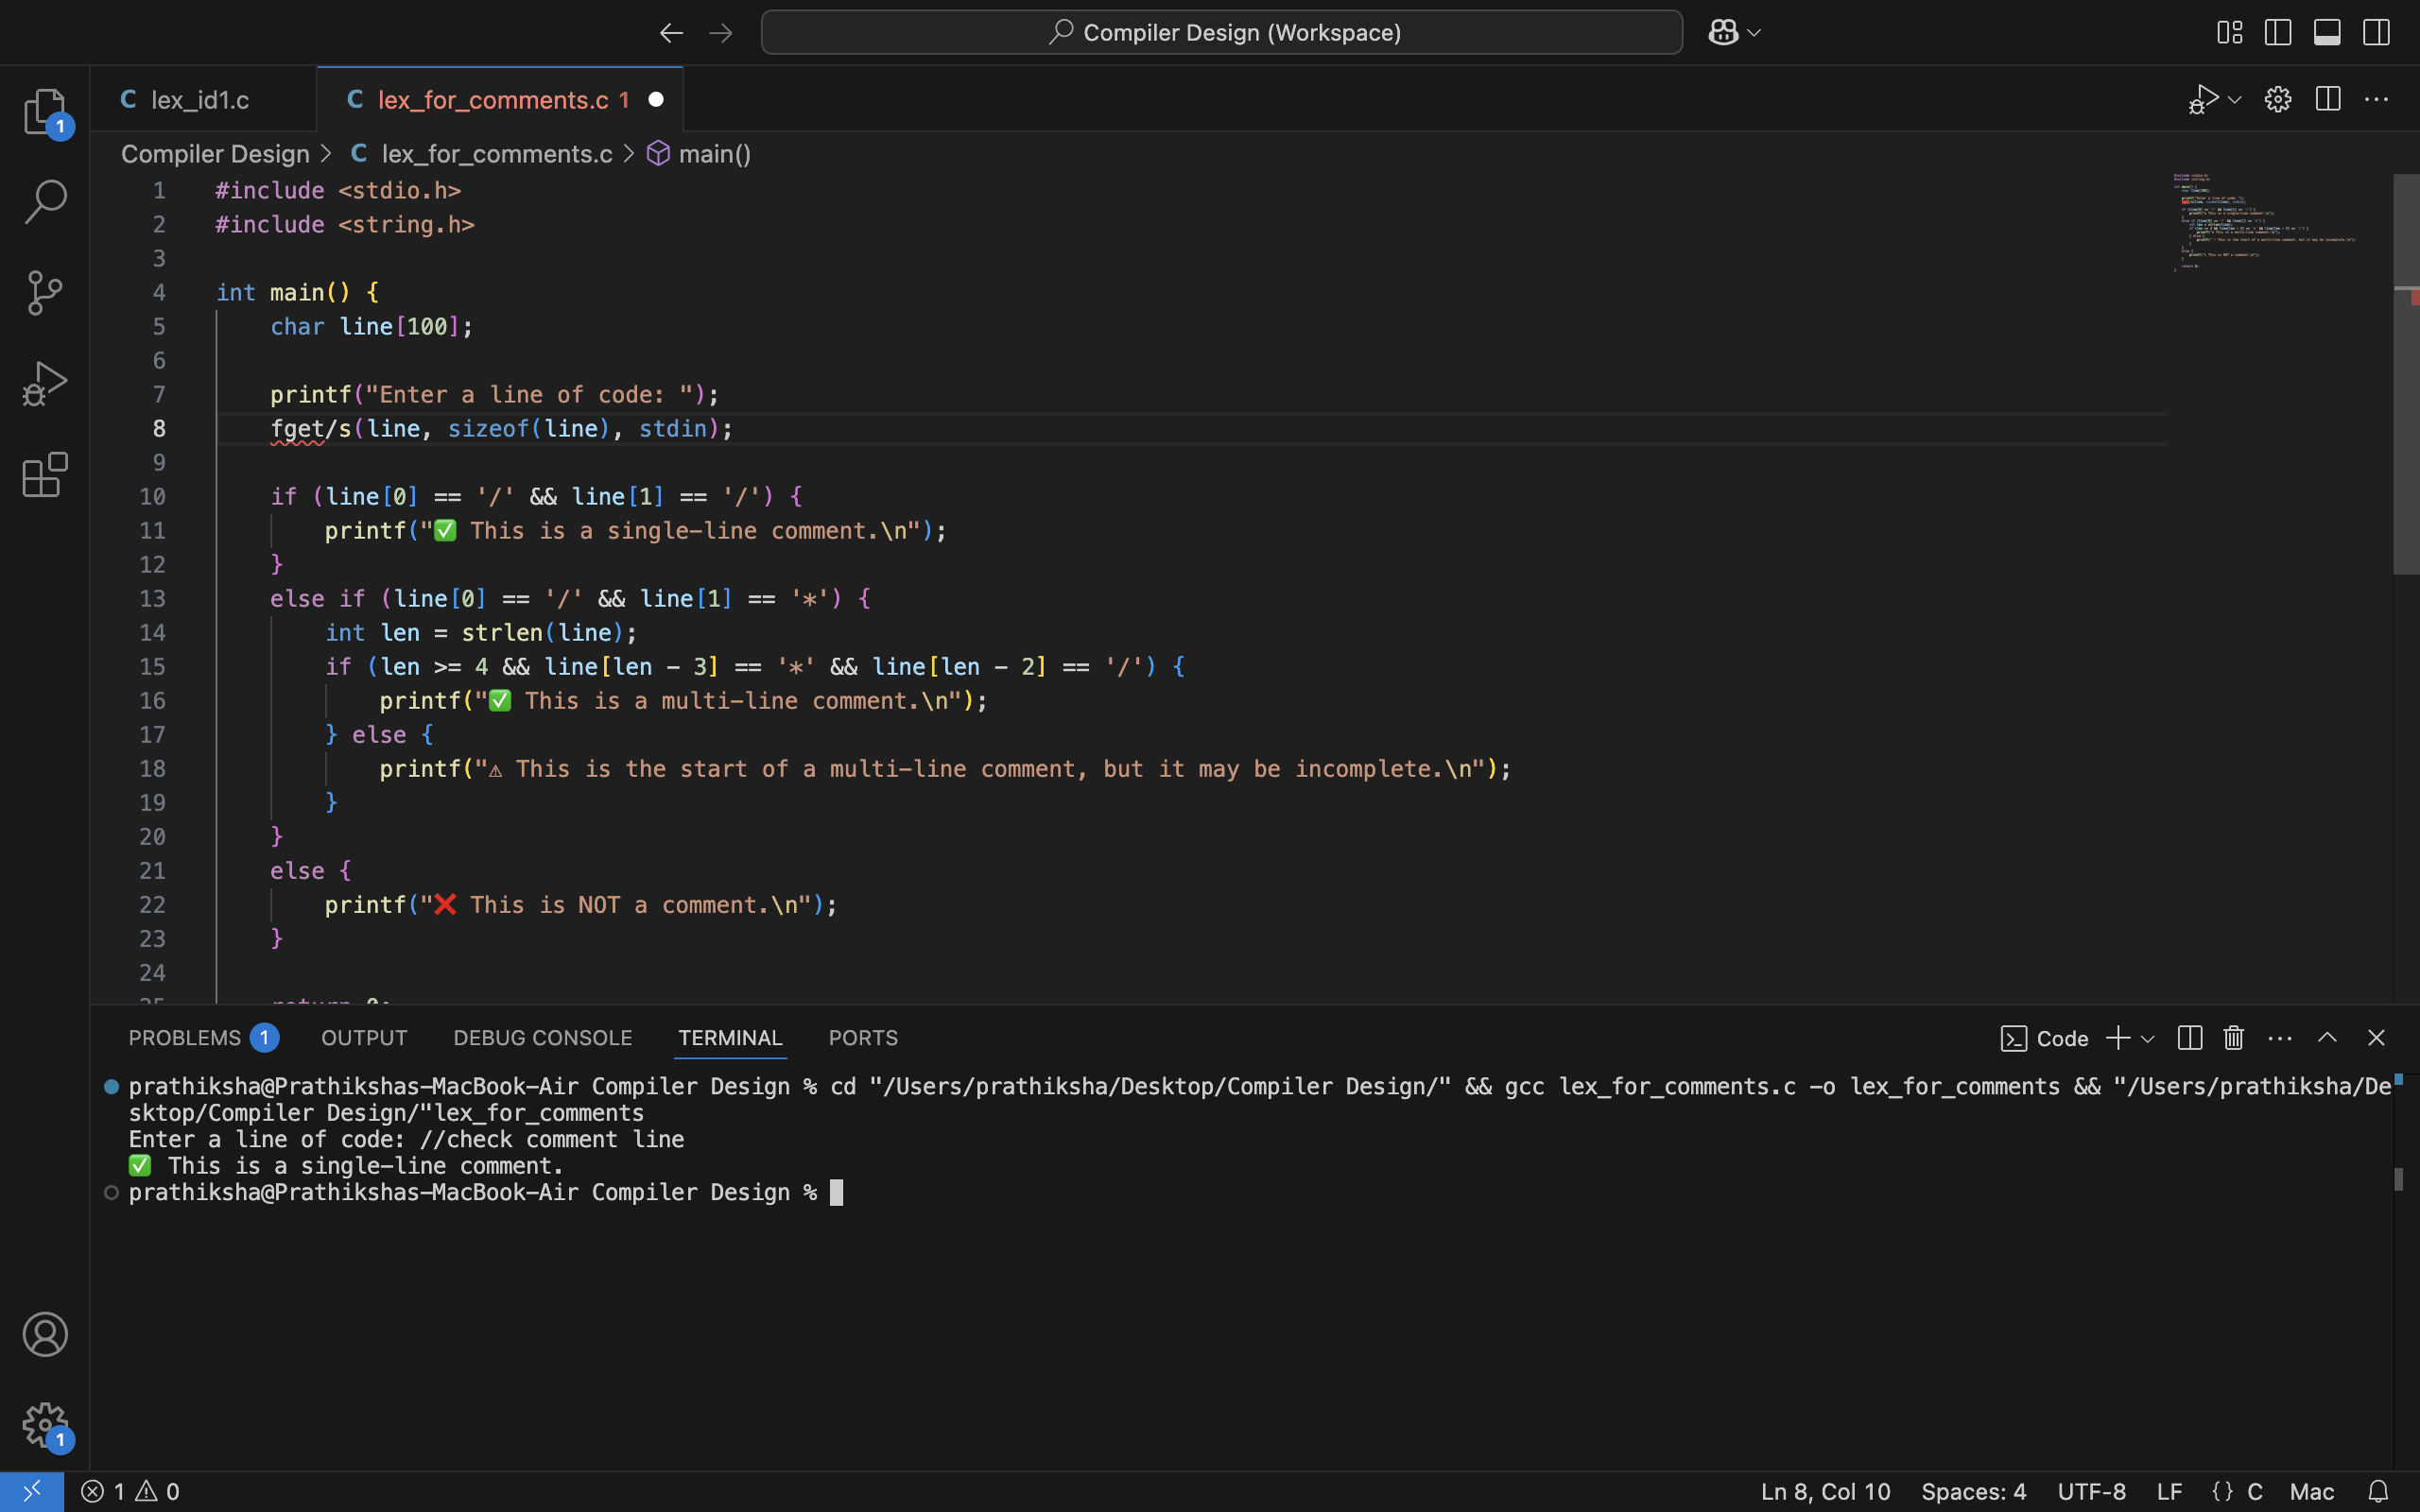 Compiler Design (Workspace)
C lex_id1.c
C lex_for_comments.c 1
Compiler Design > C lex_for_comments.c > main()
1 #include <stdio.h>
2 #include <string.h>
3
4 int main() {
5 char line[100];
6
7 printf("Enter a line of code: ");
8 fget/s(line, sizeof(line), stdin);
9
10 if (line[0] == '/' && line[1] == '/') {
11 printf("✅ This is a single-line comment.\n");
12 }
13 else if (line[0] == '/' && line[1] == '*') {
14 int len = strlen(line);
15 if (len >= 4 && line[len - 3] == '*' && line[len - 2] == '/') {
16 printf("✅ This is a multi-line comment.\n");
17 } else {
18 printf("⚠ This is the start of a multi-line comment, but it may be incomplete.\n");
19 }
20 }
21 else {
22 printf("❌ This is NOT a comment.\n");
23 }
24
25 return 0;
PROBLEMS 1 OUTPUT DEBUG CONSOLE TERMINAL PORTS
Code
prathiksha@Prathikshas-MacBook-Air Compiler Design % cd "/Users/prathiksha/Desktop/Compiler Design/" && gcc lex_for_comments.c -o lex_for_comments && "/Users/prathiksha/De
sktop/Compiler Design/"lex_for_comments
Enter a line of code: //check comment line
✅ This is a single-line comment.
prathiksha@Prathikshas-MacBook-Air Compiler Design %
1
1
1 0
Ln 8, Col 10 Spaces: 4 UTF-8 LF {} C Mac